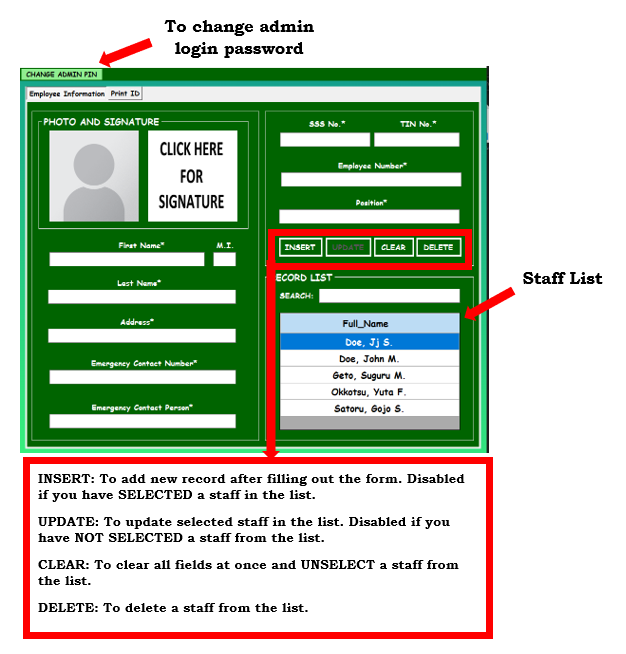 To change admin
login password
CHANGE ADMIN PIN
Employee Information Print ID
PHOTO AND SIGNATURE
CLICK HERE
FOR
SIGNATURE
First Name* M.I.
Last Name*
Address*
Emergency Contact Number*
Emergency Contact Person*
SSS No.* TIN No.*
Employee Number*
Position*
INSERT UPDATE CLEAR DELETE
ECORD LIST
SEARCH:
Full_Name
Doe, Jj S.
Doe, John M.
Geto, Suguru M.
Okkotsu, Yuta F.
Satoru, Gojo S.
Staff List
INSERT: To add new record after filling out the form. Disabled
if you have SELECTED a staff in the list.
UPDATE: To update selected staff in the list. Disabled if you
have NOT SELECTED a staff from the list.
CLEAR: To clear all fields at once and UNSELECT a staff from
the list.
DELETE: To delete a staff from the list.